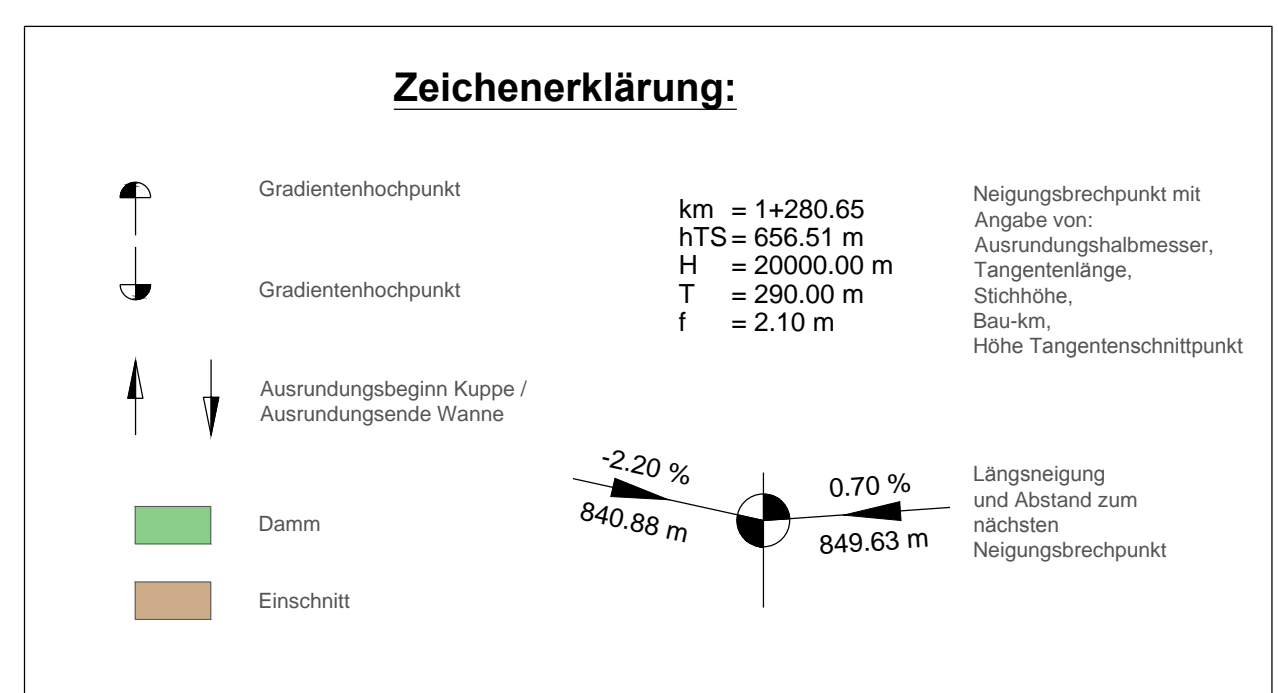 Zeichenerklärung:
Gradientenhochpunkt
Gradientenhochpunkt
Ausrundungsbeginn Kuppe /
Ausrundungsende Wanne
Damm
Einschnitt
km = 1+280.65
hTS = 656.51 m
H = 20000.00 m
T = 290.00 m
f = 2.10 m
Neigungsbrechpunkt mit
Angabe von:
Ausrundungshalbmesser,
Tangentenlänge,
Stichhöhe,
Bau-km,
Höhe Tangentenschnittpunkt
-2.20 %
840.88 m
0.70 %
849.63 m
Längsneigung
und Abstand zum
nächsten
Neigungsbrechpunkt